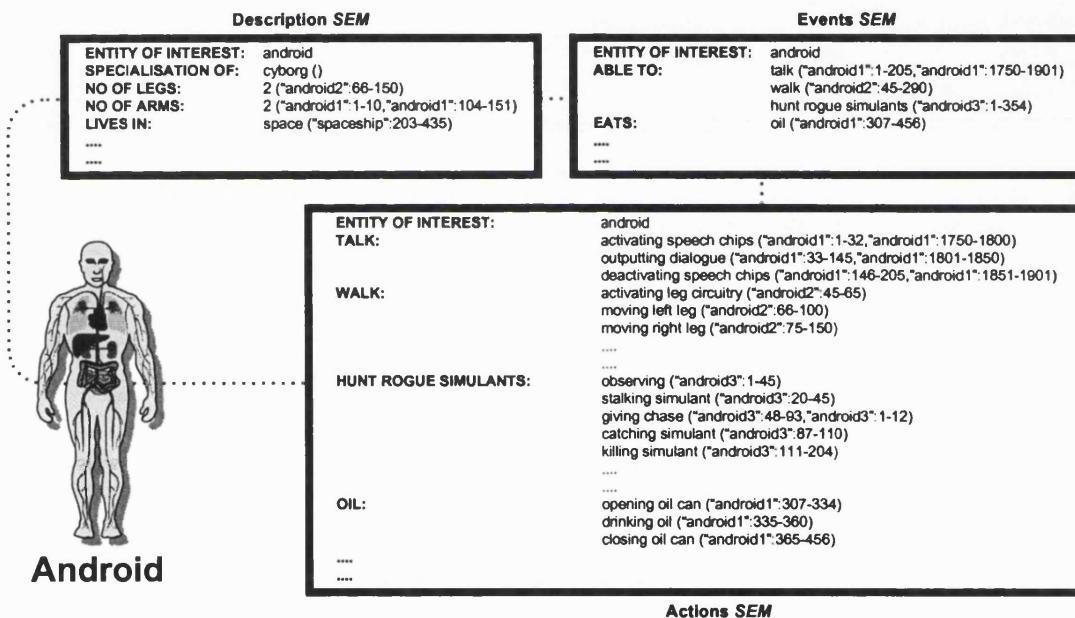 Description SEM
ENTITY OF INTEREST: android
SPECIALISATION OF: cyborg ()
NO OF LEGS: 2 ("android2":66-150)
NO OF ARMS: 2 ("android1":1-10,"android1":104-151)
LIVES IN: space ("spaceship":203-435)
....
....
Events SEM
ENTITY OF INTEREST: android
ABLE TO: talk ("android1":1-205,"android1":1750-1901)
walk ("android2":45-290)
hunt rogue simulants ("android3":1-354)
EATS: oil ("android1":307-456)
....
....
ENTITY OF INTEREST: android
TALK: activating speech chips ("android1":1-32,"android1":1750-1800)
outputting dialogue ("android1":33-145,"android1":1801-1850)
deactivating speech chips ("android1":146-205,"android1":1851-1901)
WALK: activating leg circuitry ("android2":45-65)
moving left leg ("android2":66-100)
moving right leg ("android2":75-150)
....
....
HUNT ROGUE SIMULANTS: observing ("android3":1-45)
stalking simulant ("android3":20-45)
giving chase ("android3":48-93,"android3":1-12)
catching simulant ("android3":87-110)
killing simulant ("android3":111-204)
....
....
OIL: opening oil can ("android1":307-334)
drinking oil ("android1":335-360)
closing oil can ("android1":365-456)
....
....
Actions SEM
Android